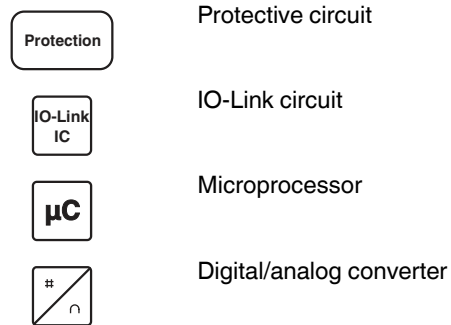 Protection
Protective circuit
IO-Link
IC
IO-Link circuit
µC
Microprocessor
#
∩
Digital/analog converter